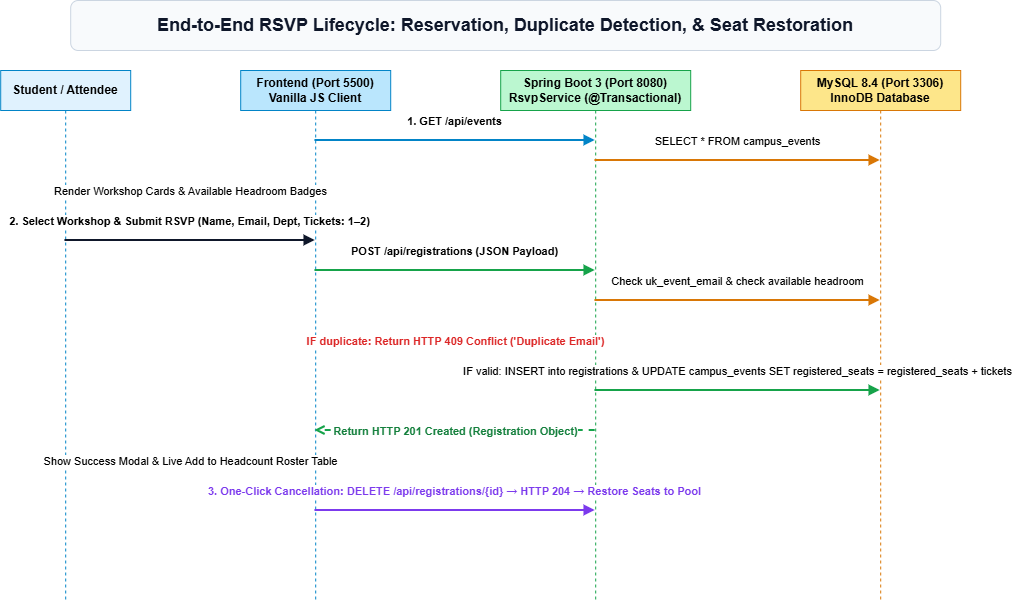 End-to-End RSVP Lifecycle: Reservation, Duplicate Detection, & Seat Restoration
Student / Attendee
Frontend (Port 5500)
Vanilla JS Client
Spring Boot 3 (Port 8080)
RsvpService (@Transactional)
MySQL 8.4 (Port 3306)
InnoDB Database
1. GET /api/events
SELECT * FROM campus_events
Render Workshop Cards & Available Headroom Badges
2. Select Workshop & Submit RSVP (Name, Email, Dept, Tickets: 1–2)
POST /api/registrations (JSON Payload)
Check uk_event_email & check available headroom
IF duplicate: Return HTTP 409 Conflict ('Duplicate Email')
IF valid: INSERT into registrations & UPDATE campus_events SET registered_seats = registered_seats + tickets
Return HTTP 201 Created (Registration Object)
Show Success Modal & Live Add to Headcount Roster Table
3. One-Click Cancellation: DELETE /api/registrations/{id} → HTTP 204 → Restore Seats to Pool